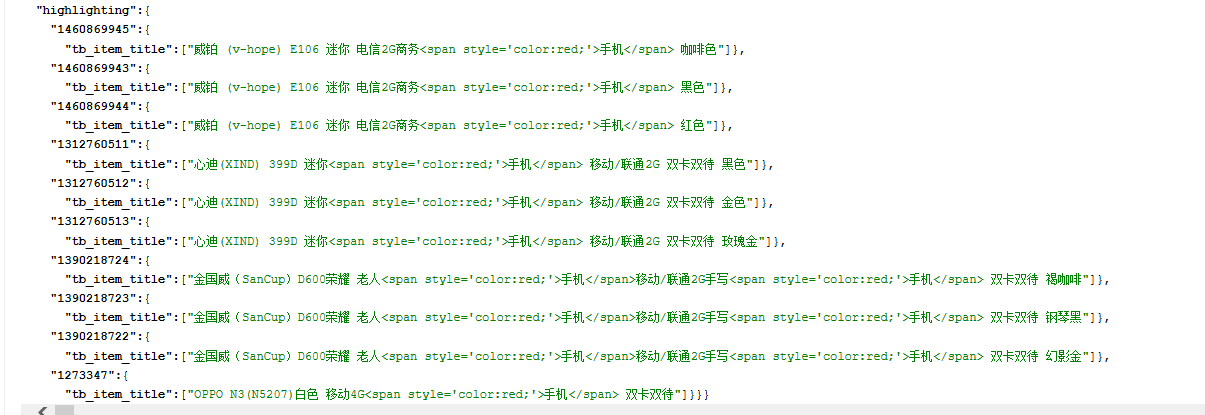 "highlighting":{
"1460869945":{
"tb_item_title":["威铂 (v-hope) E106 迷你 电信2G商务<span style='color:red;'>手机</span> 咖啡色"]},
"1460869943":{
"tb_item_title":["威铂 (v-hope) E106 迷你 电信2G商务<span style='color:red;'>手机</span> 黑色"]},
"1460869944":{
"tb_item_title":["威铂 (v-hope) E106 迷你 电信2G商务<span style='color:red;'>手机</span> 红色"]},
"1312760511":{
"tb_item_title":["心迪(XIND) 399D 迷你<span style='color:red;'>手机</span> 移动/联通2G 双卡双待 黑色"]},
"1312760512":{
"tb_item_title":["心迪(XIND) 399D 迷你<span style='color:red;'>手机</span> 移动/联通2G 双卡双待 金色"]},
"1312760513":{
"tb_item_title":["心迪(XIND) 399D 迷你<span style='color:red;'>手机</span> 移动/联通2G 双卡双待 玫瑰金"]},
"1390218724":{
"tb_item_title":["金国威（SanCup）D600荣耀 老人<span style='color:red;'>手机</span>移动/联通2G手写<span style='color:red;'>手机</span> 双卡双待 褐咖啡"]},
"1390218723":{
"tb_item_title":["金国威（SanCup）D600荣耀 老人<span style='color:red;'>手机</span>移动/联通2G手写<span style='color:red;'>手机</span> 双卡双待 钢琴黑"]},
"1390218722":{
"tb_item_title":["金国威（SanCup）D600荣耀 老人<span style='color:red;'>手机</span>移动/联通2G手写<span style='color:red;'>手机</span> 双卡双待 幻影金"]},
"1273347":{
"tb_item_title":["OPPO N3(N5207)白色 移动4G<span style='color:red;'>手机</span> 双卡双待"]}}}